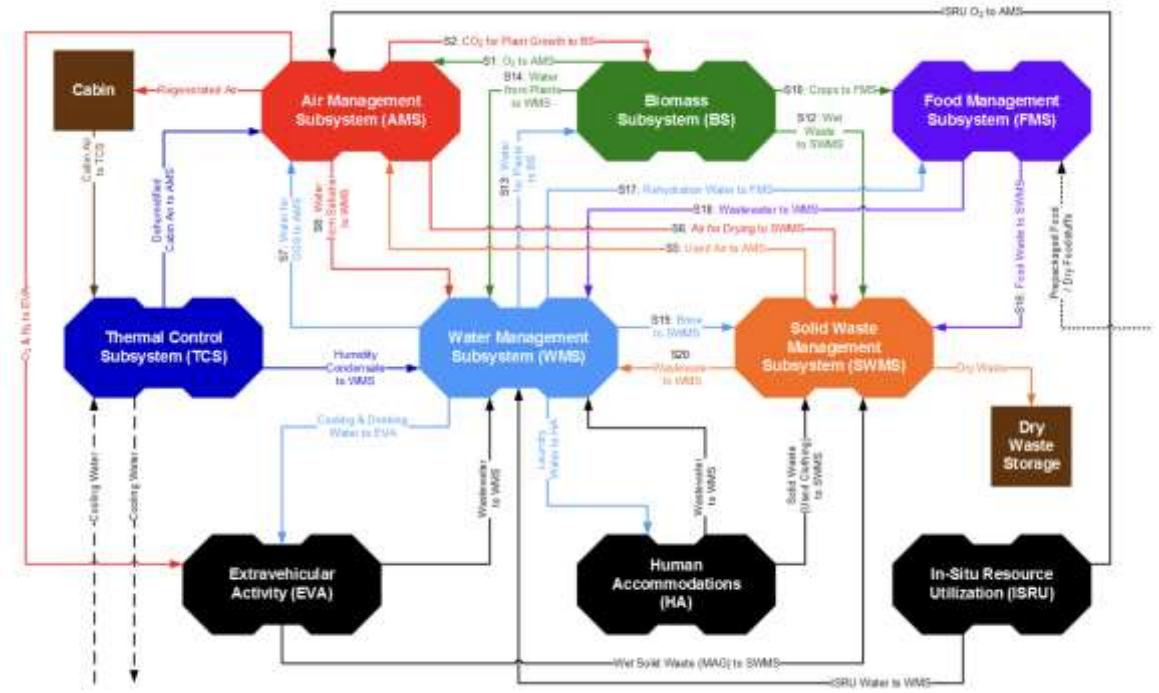 ISRU O₂ to AMS
S2: CO₂ for Plant Growth to BS
S1: O₂ to AMS
Cabin
Regenerated Air
Air Management
Subsystem (AMS)
S14: Water
from Plants
to WMS
Biomass
Subsystem (BS)
S10: Crops to FMS
Food Management
Subsystem (FMS)
S12: Wet
Waste
to SWMS
Cabin Air
to TCS
Dehumidified
Cabin Air to AMS
S7: Water for
OGS to AMS
S8: Water
from Sabatier
to WMS
S13: Water
for Plants
to BS
S17: Rehydration Water to FMS
S18: Wastewater to WMS
S6: Air for Drying to SWMS
S5: Used Air to AMS
Food Waste to SWMS
Prepackaged Food
/ Dry Foodstuffs
O₂ & N₂ to EVA
Thermal Control
Subsystem (TCS)
Humidity
Condensate
to WMS
Water Management
Subsystem (WMS)
S19: Brine
to SWMS
S20
Wastewater
to WMS
Solid Waste
Management
Subsystem (SWMS)
Dry Waste
Dry
Waste
Storage
Cooling Water
Cooling Water
Cooling & Drinking
Water to EVA
Wastewater
to WMS
Laundry
Water to HA
Wastewater
to WMS
Solid Waste
(Used Clothing)
to SWMS
Extravehicular
Activity (EVA)
Human
Accommodations
(HA)
In-Situ Resource
Utilization (ISRU)
Wet Solid Waste (MAG) to SWMS
ISRU Water to WMS